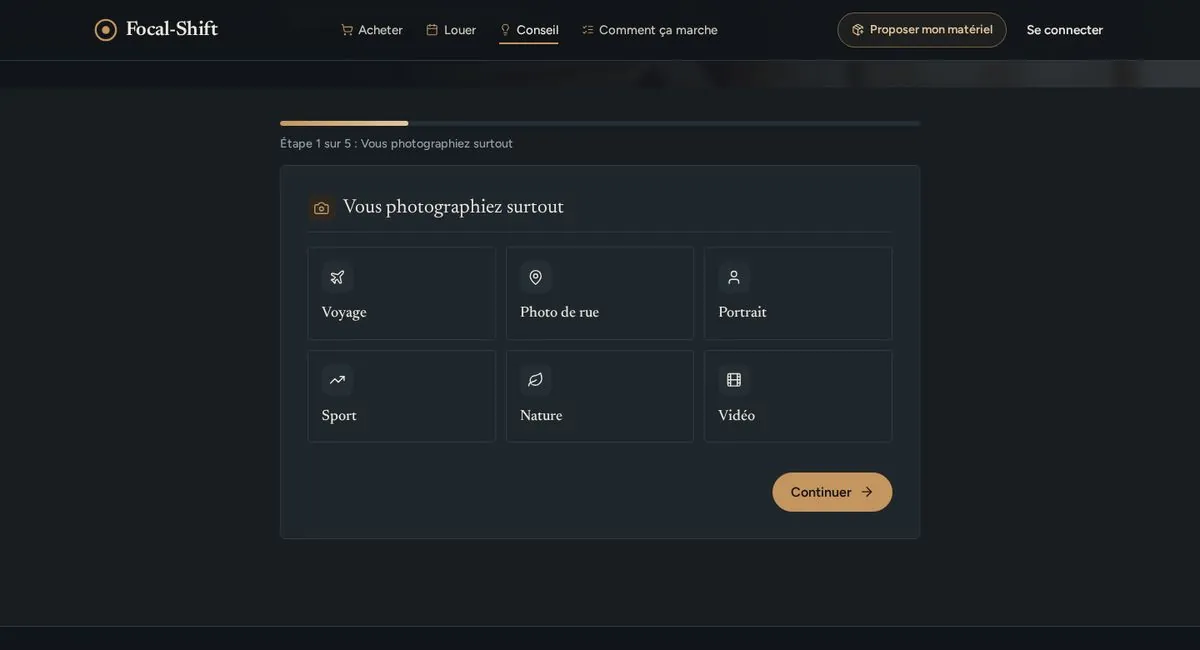 Focal-Shift
Acheter
Louer
Conseil
Comment ça marche
Proposer mon matériel
Se connecter
Étape 1 sur 5 : Vous photographiez surtout
Vous photographiez surtout
Voyage
Photo de rue
Portrait
Sport
Nature
Vidéo
Continuer